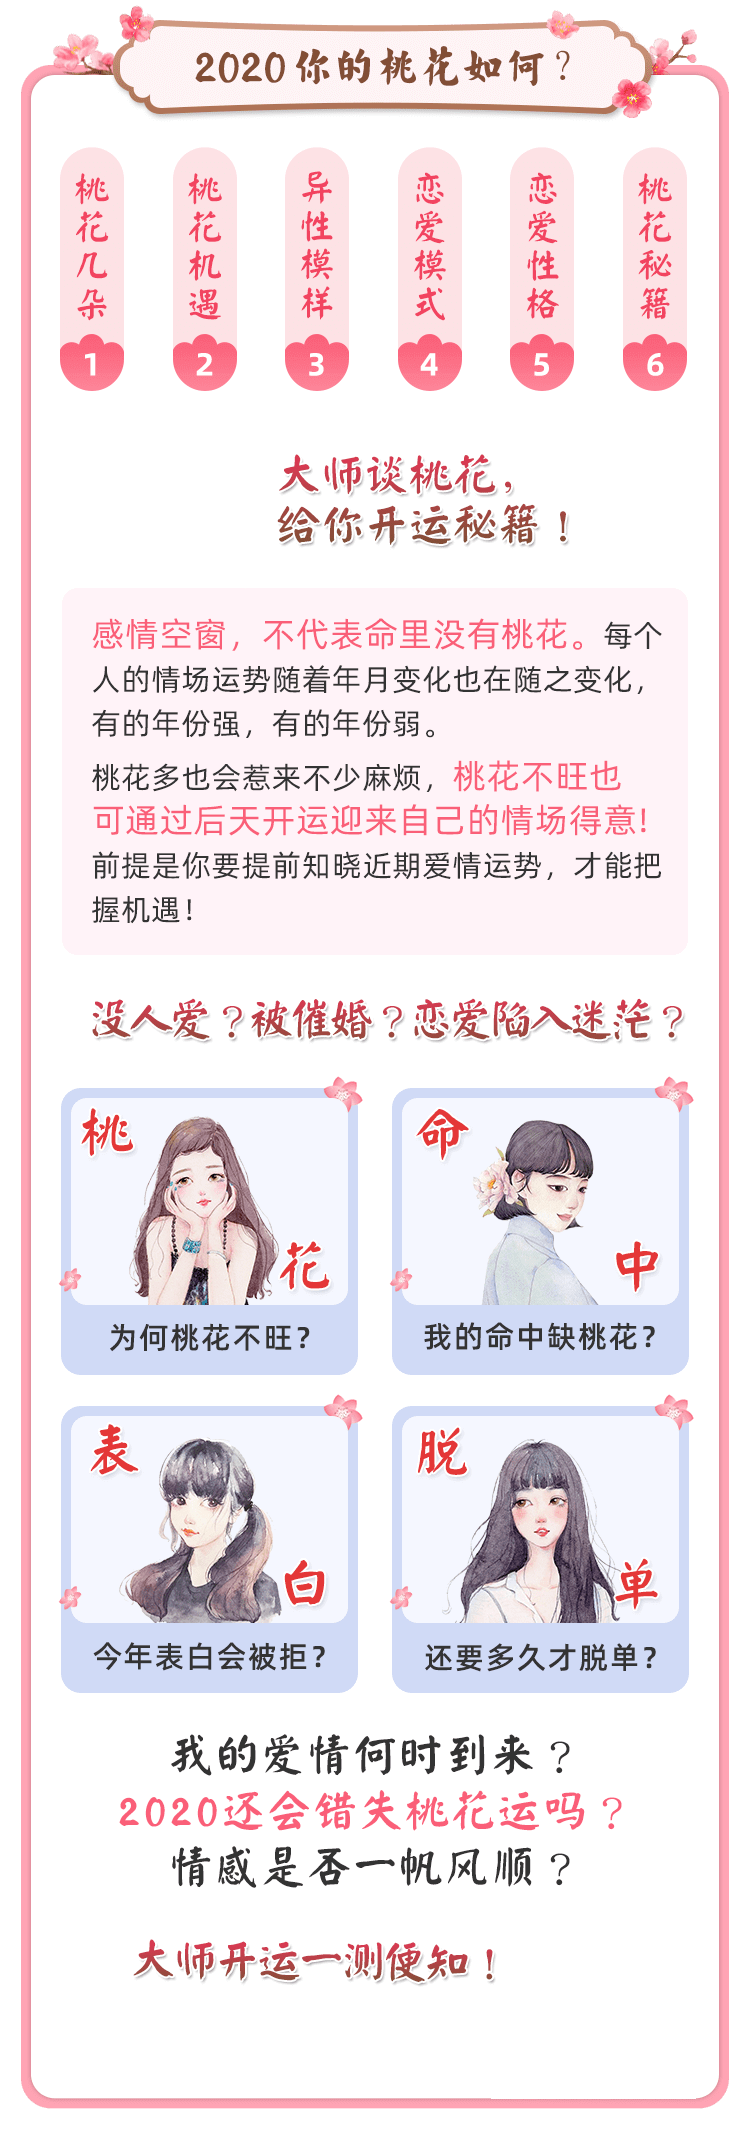 2020你的桃花如何？
桃花几朵
1
桃花机遇
2
异性模样
3
恋爱模式
4
恋爱性格
5
桃花秘籍
6
大师谈桃花，
给你开运秘籍！
感情空窗，不代表命里没有桃花。每个
人的情场运势随着年月变化也在随之变化，
有的年份强，有的年份弱。
桃花多也会惹来不少麻烦，桃花不旺也
可通过后天开运迎来自己的情场得意！
前提是你要提前知晓近期爱情运势，才能把
握机遇！
没人爱？被催婚？恋爱陷入迷茫？
桃花
为何桃花不旺？
命中
我的命中缺桃花？
表白
今年表白会被拒？
脱单
还要多久才脱单？
我的爱情何时到来？
2020还会错失桃花运吗？
情感是否一帆风顺？
大师开运一测便知！